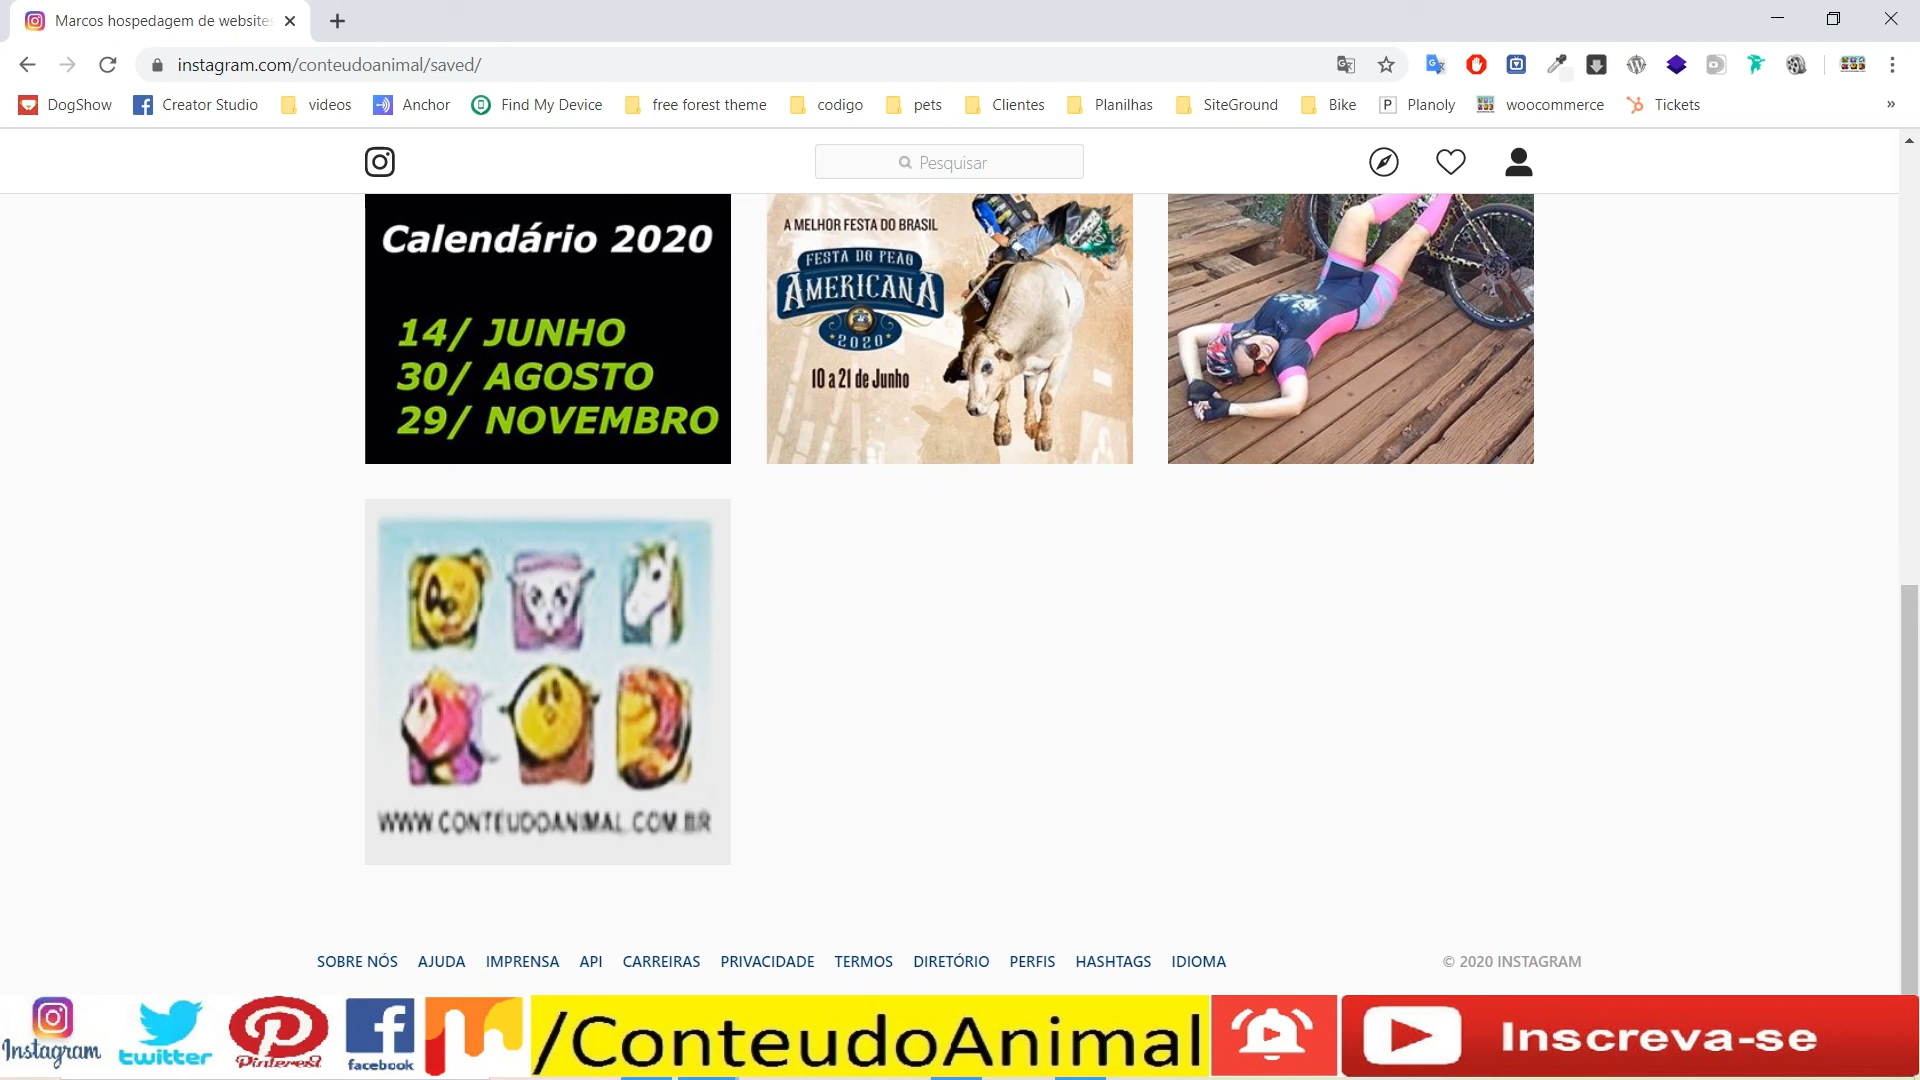 Marcos hospedagem de websites
instagram.com/conteudoanimal/saved/
DogShow Creator Studio videos Anchor Find My Device free forest theme codigo pets Clientes Planilhas SiteGround Bike P Planoly woocommerce Tickets »
Pesquisar
Calendário 2020
14/ JUNHO
30/ AGOSTO
29/ NOVEMBRO
A MELHOR FESTA DO BRASIL
FESTA DO PEÃO
AMERICANA
2020
10 a 21 de Junho
WWW.CONTEUDOANIMAL.COM.BR
SOBRE NÓS AJUDA IMPRENSA API CARREIRAS PRIVACIDADE TERMOS DIRETÓRIO PERFIS HASHTAGS IDIOMA © 2020 INSTAGRAM
Instagram twitter Pinterest facebook /ConteudoAnimal Inscreva-se